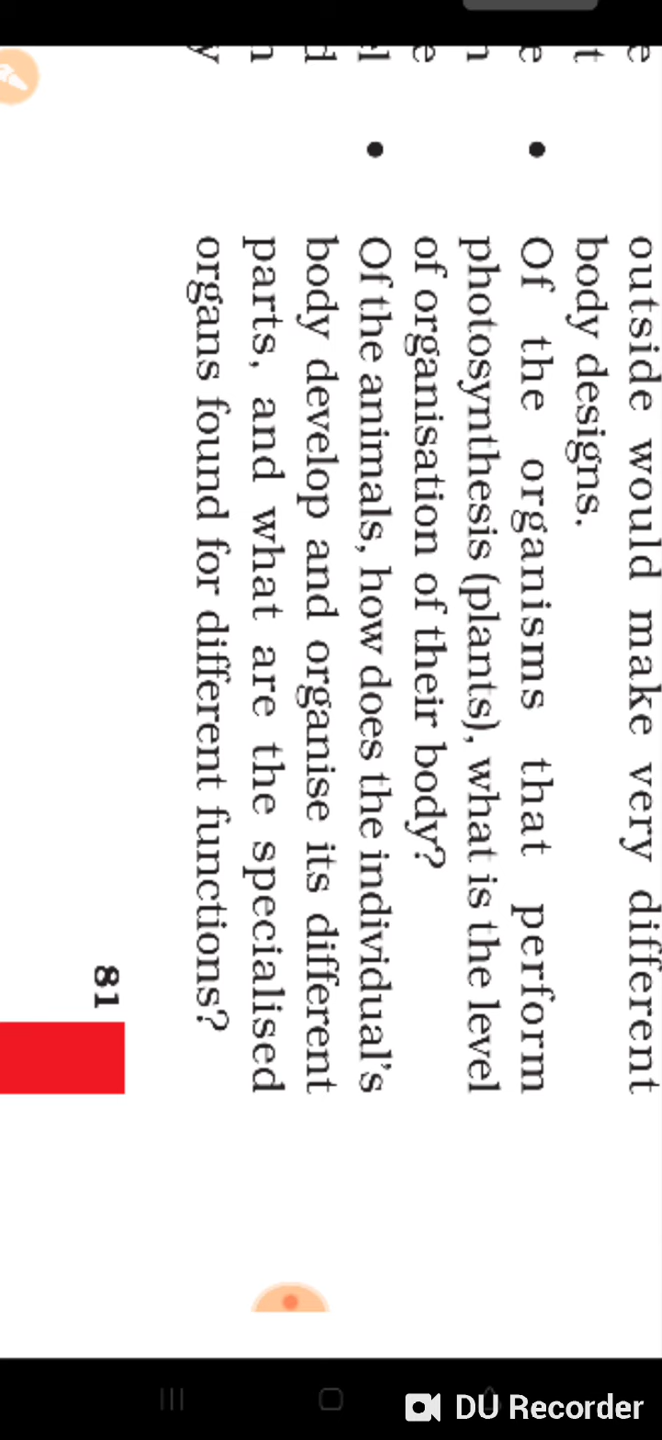 outside would make very different
body designs.
• Of the organisms that perform
photosynthesis (plants), what is the level
of organisation of their body?
• Of the animals, how does the individual's
body develop and organise its different
parts, and what are the specialised
organs found for different functions?
81
DU Recorder